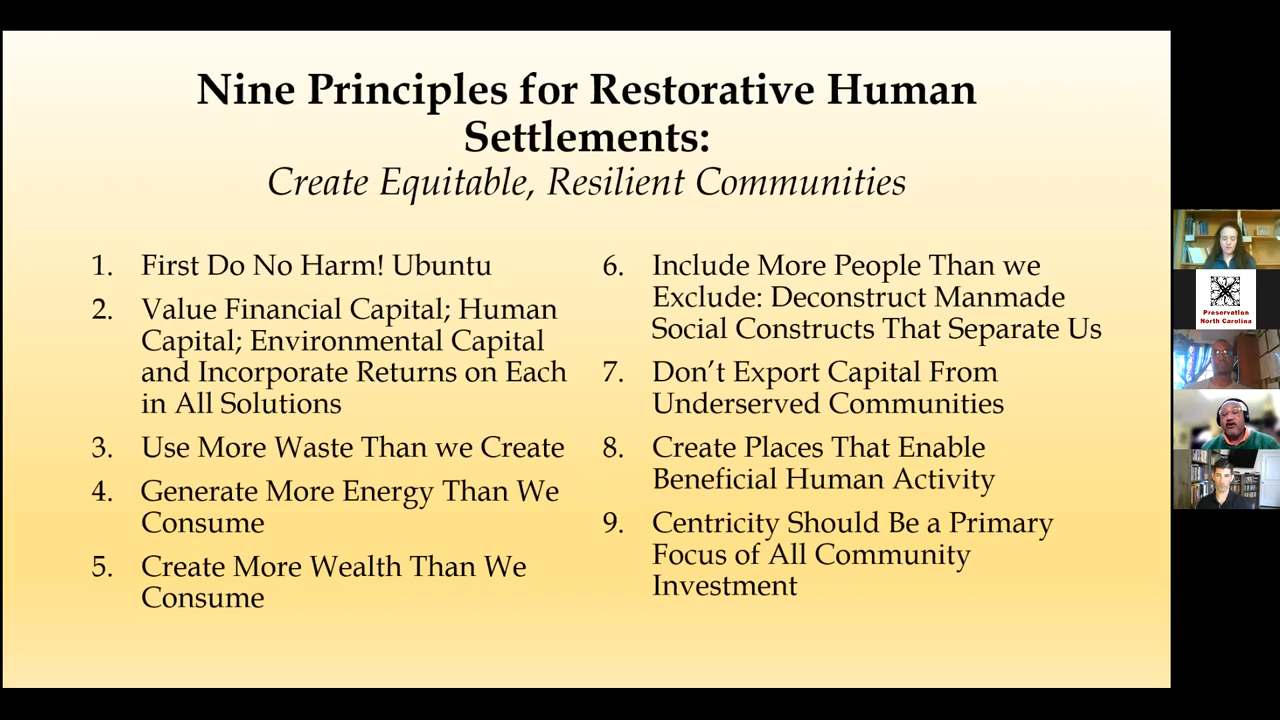 Nine Principles for Restorative Human
Settlements:
Create Equitable, Resilient Communities
1. First Do No Harm! Ubuntu
2. Value Financial Capital; Human
Capital; Environmental Capital
and Incorporate Returns on Each
in All Solutions
3. Use More Waste Than we Create
4. Generate More Energy Than We
Consume
5. Create More Wealth Than We
Consume
6. Include More People Than we
Exclude: Deconstruct Manmade
Social Constructs That Separate Us
7. Don’t Export Capital From
Underserved Communities
8. Create Places That Enable
Beneficial Human Activity
9. Centricity Should Be a Primary
Focus of All Community
Investment
Preservation
North Carolina